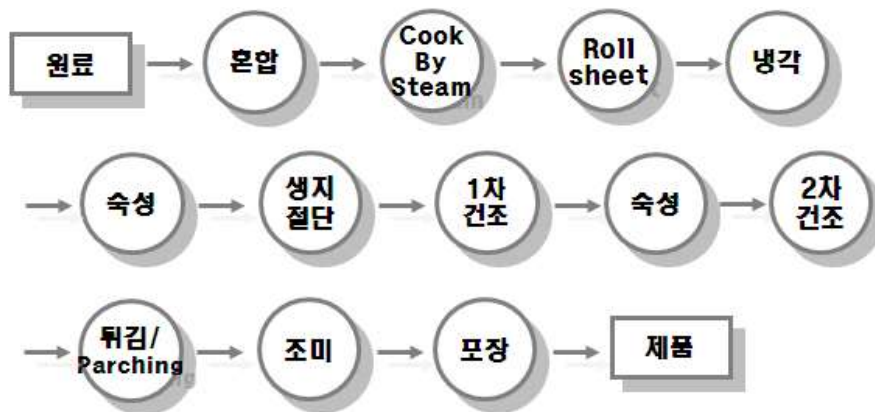 원료
혼합
Cook
By
Steam
Roll
sheet
냉각
숙성
생지
절단
1차
건조
숙성
2차
건조
튀김/
Parching
조미
포장
제품